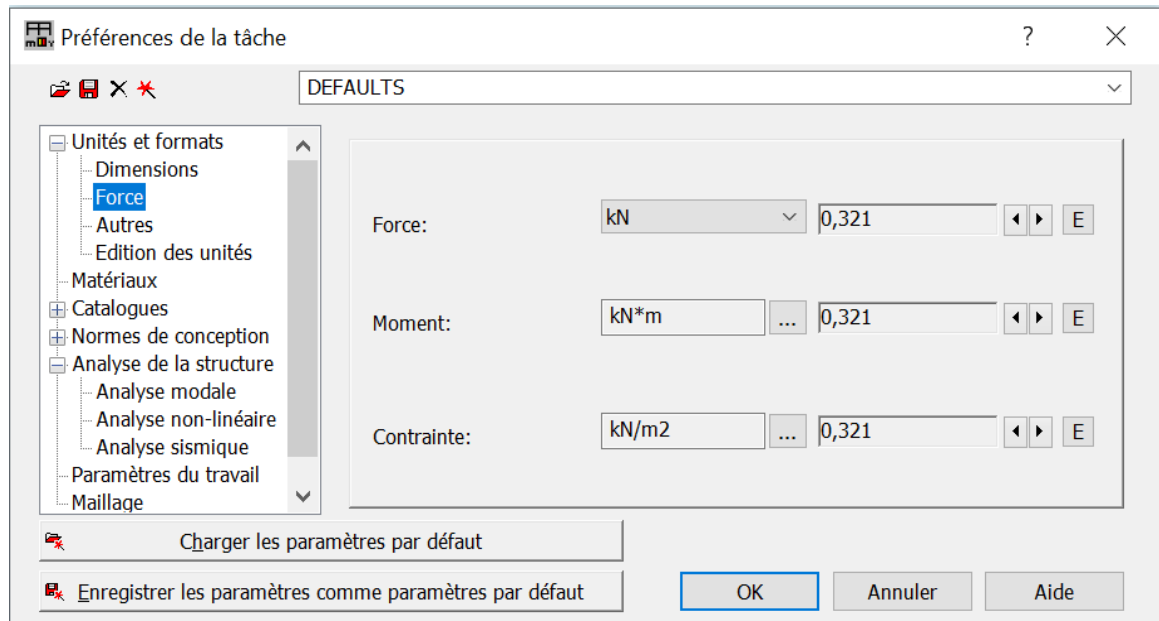 Préférences de la tâche
?
DEFAULTS
Unités et formats
Dimensions
Force
Autres
Edition des unités
Matériaux
Catalogues
Normes de conception
Analyse de la structure
Analyse modale
Analyse non-linéaire
Analyse sismique
Paramètres du travail
Maillage
Force: kN 0,321 E
Moment: kN*m ... 0,321 E
Contrainte: kN/m2 ... 0,321 E
Charger les paramètres par défaut
Enregistrer les paramètres comme paramètres par défaut
OK Annuler Aide